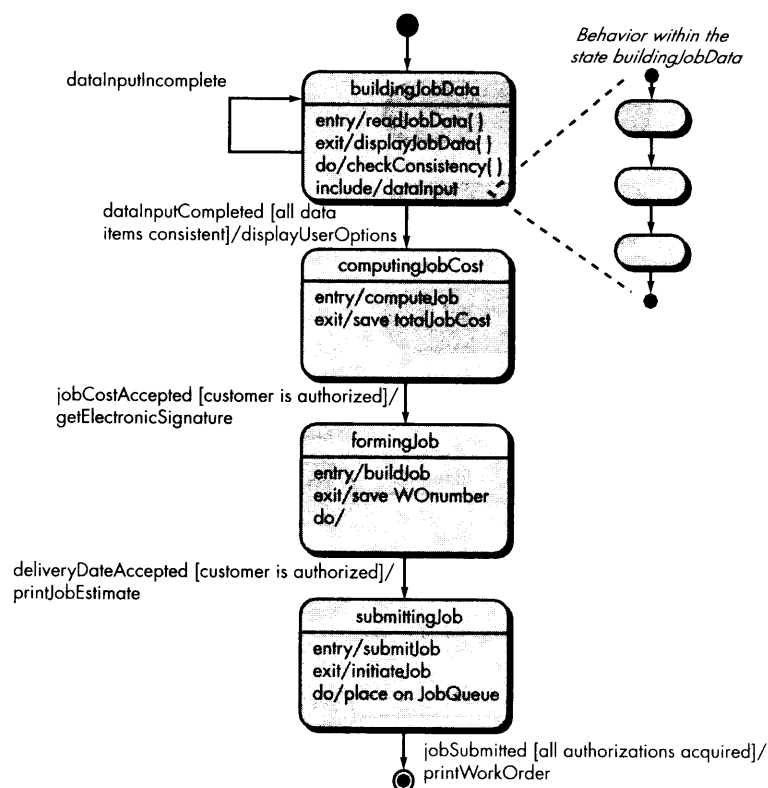 Behavior within the
state buildingJobData
dataInputIncomplete
buildingJobData
entry/readJobData( )
exit/displayJobData( )
do/checkConsistency( )
include/dataInput
dataInputCompleted [all data
items consistent]/displayUserOptions
computingJobCost
entry/computeJob
exit/save totalJobCost
jobCostAccepted [customer is authorized]/
getElectronicSignature
formingJob
entry/buildJob
exit/save WOnumber
do/
deliveryDateAccepted [customer is authorized]/
printJobEstimate
submittingJob
entry/submitJob
exit/initiateJob
do/place on JobQueue
jobSubmitted [all authorizations acquired]/
printWorkOrder